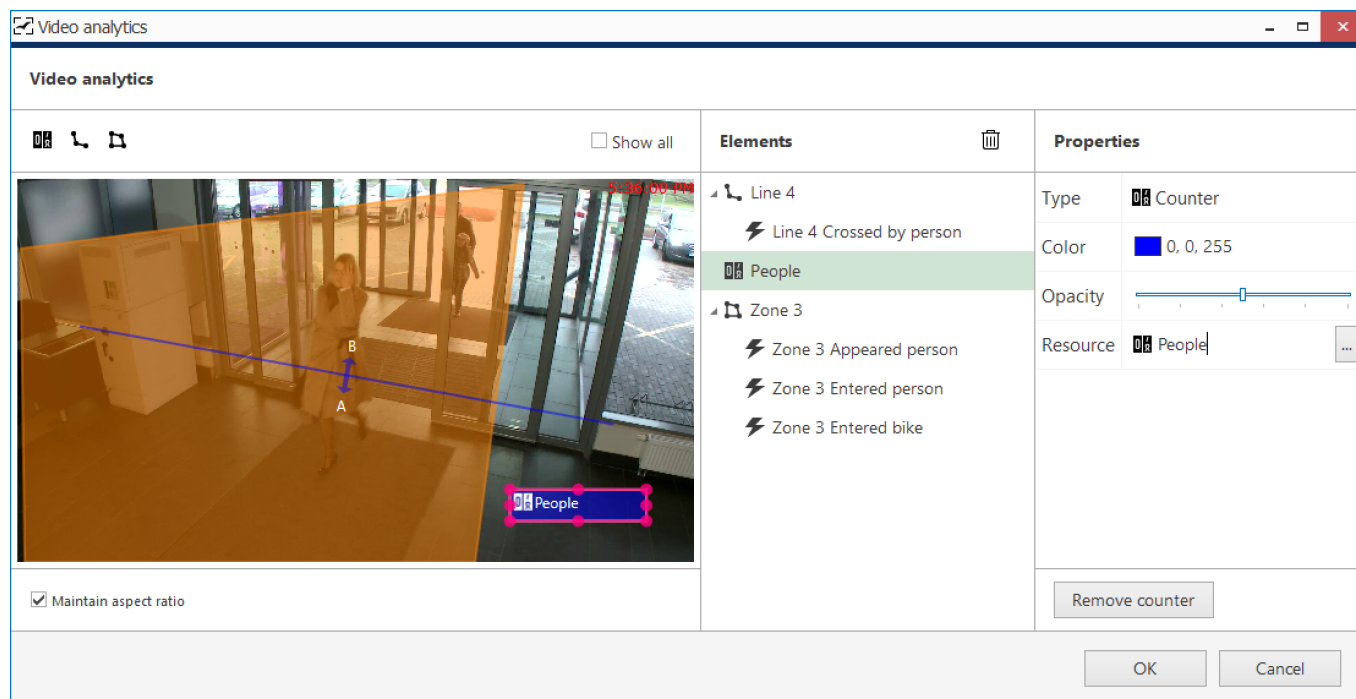 Video analytics
Video analytics
Show all
Elements
Properties
5:36:00 PM
B
A
People
Line 4
Line 4 Crossed by person
People
Zone 3
Zone 3 Appeared person
Zone 3 Entered person
Zone 3 Entered bike
Type
Counter
Color
0, 0, 255
Opacity
Resource
People
...
Maintain aspect ratio
Remove counter
OK
Cancel